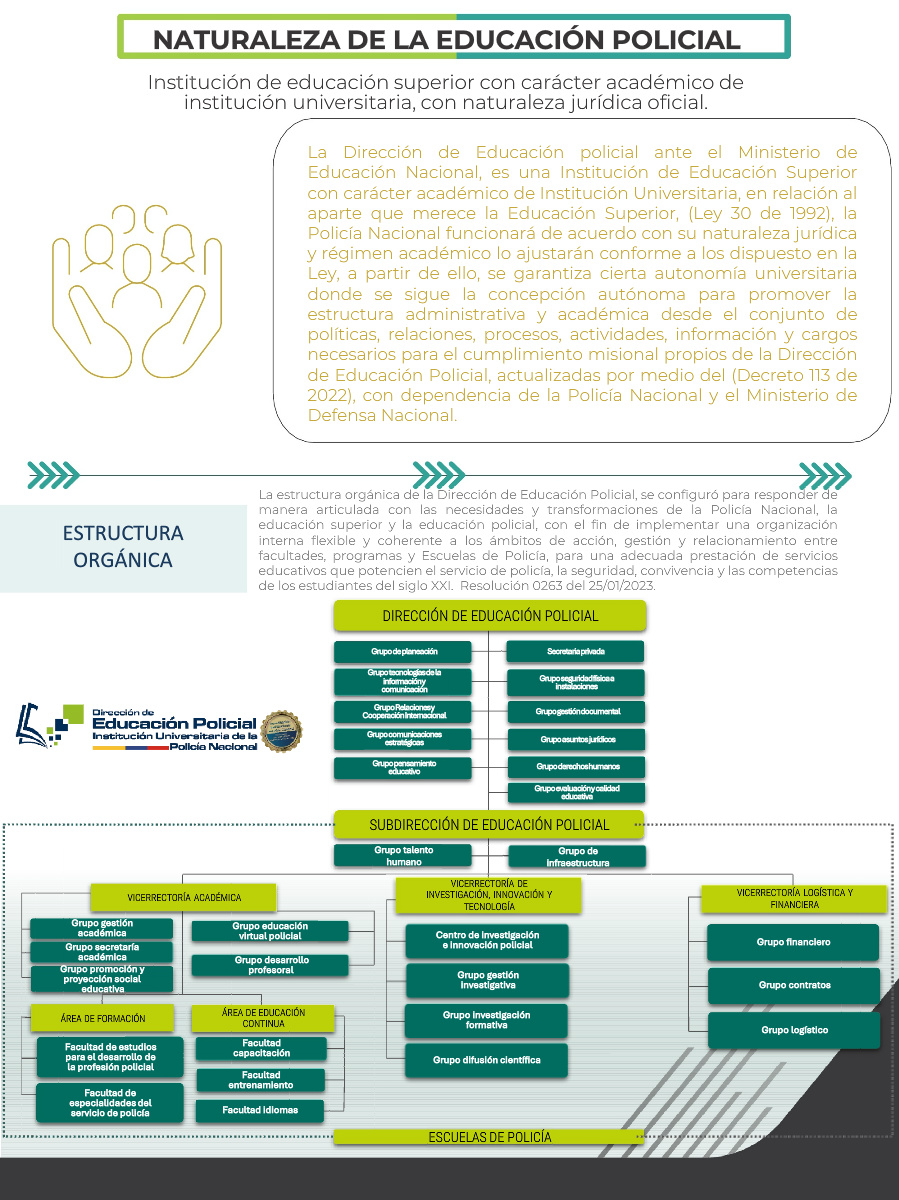 NATURALEZA DE LA EDUCACIÓN POLICIAL
Institución de educación superior con carácter académico de
institución universitaria, con naturaleza jurídica oficial.
La Dirección de Educación policial ante el Ministerio de
Educación Nacional, es una Institución de Educación Superior
con carácter académico de Institución Universitaria, en relación al
aparte que merece la Educación Superior, (Ley 30 de 1992), la
Policía Nacional funcionará de acuerdo con su naturaleza jurídica
y régimen académico lo ajustarán conforme a los dispuesto en la
Ley, a partir de ello, se garantiza cierta autonomía universitaria
donde se sigue la concepción autónoma para promover la
estructura administrativa y académica desde el conjunto de
políticas, relaciones, procesos, actividades, información y cargos
necesarios para el cumplimiento misional propios de la Dirección
de Educación Policial, actualizadas por medio del (Decreto 113 de
2022), con dependencia de la Policía Nacional y el Ministerio de
Defensa Nacional.
ESTRUCTURA
ORGÁNICA
La estructura orgánica de la Dirección de Educación Policial, se configuró para responder de
manera articulada con las necesidades y transformaciones de la Policía Nacional, la
educación superior y la educación policial, con el fin de implementar una organización
interna flexible y coherente a los ámbitos de acción, gestión y relacionamiento entre
facultades, programas y Escuelas de Policía, para una adecuada prestación de servicios
educativos que potencien el servicio de policía, la seguridad, convivencia y las competencias
de los estudiantes del siglo XXI. Resolución 0263 del 25/01/2023.
DIRECCIÓN DE EDUCACIÓN POLICIAL
Grupo de planeación
Secretaria privada
Grupo tecnologías de la
información y
comunicación
Grupo seguridad física a
instalaciones
Grupo Relaciones y
Cooperación Internacional
Grupo gestión documental
Grupo comunicaciones
estratégicas
Grupo asuntos jurídicos
Grupo pensamiento
educativo
Grupo derechos humanos
Grupo evaluación y calidad
educativa
Dirección de
Educación Policial
Institución Universitaria de la
Policía Nacional
SUBDIRECCIÓN DE EDUCACIÓN POLICIAL
Grupo talento
humano
Grupo de
infraestructura
VICERRECTORÍA ACADÉMICA
Grupo gestión
académica
Grupo secretaría
académica
Grupo promoción y
proyección social
educativa
Grupo educación
virtual policial
Grupo desarrollo
profesoral
ÁREA DE FORMACIÓN
Facultad de estudios
para el desarrollo de
la profesión policial
Facultad de
especialidades del
servicio de policía
ÁREA DE EDUCACIÓN
CONTINUA
Facultad
capacitación
Facultad
entrenamiento
Facultad idiomas
VICERRECTORÍA DE
INVESTIGACIÓN, INNOVACIÓN Y
TECNOLOGÍA
Centro de investigación
e innovación policial
Grupo gestión
investigativa
Grupo investigación
formativa
Grupo difusión científica
VICERRECTORÍA LOGÍSTICA Y
FINANCIERA
Grupo financiero
Grupo contratos
Grupo logístico
ESCUELAS DE POLICÍA